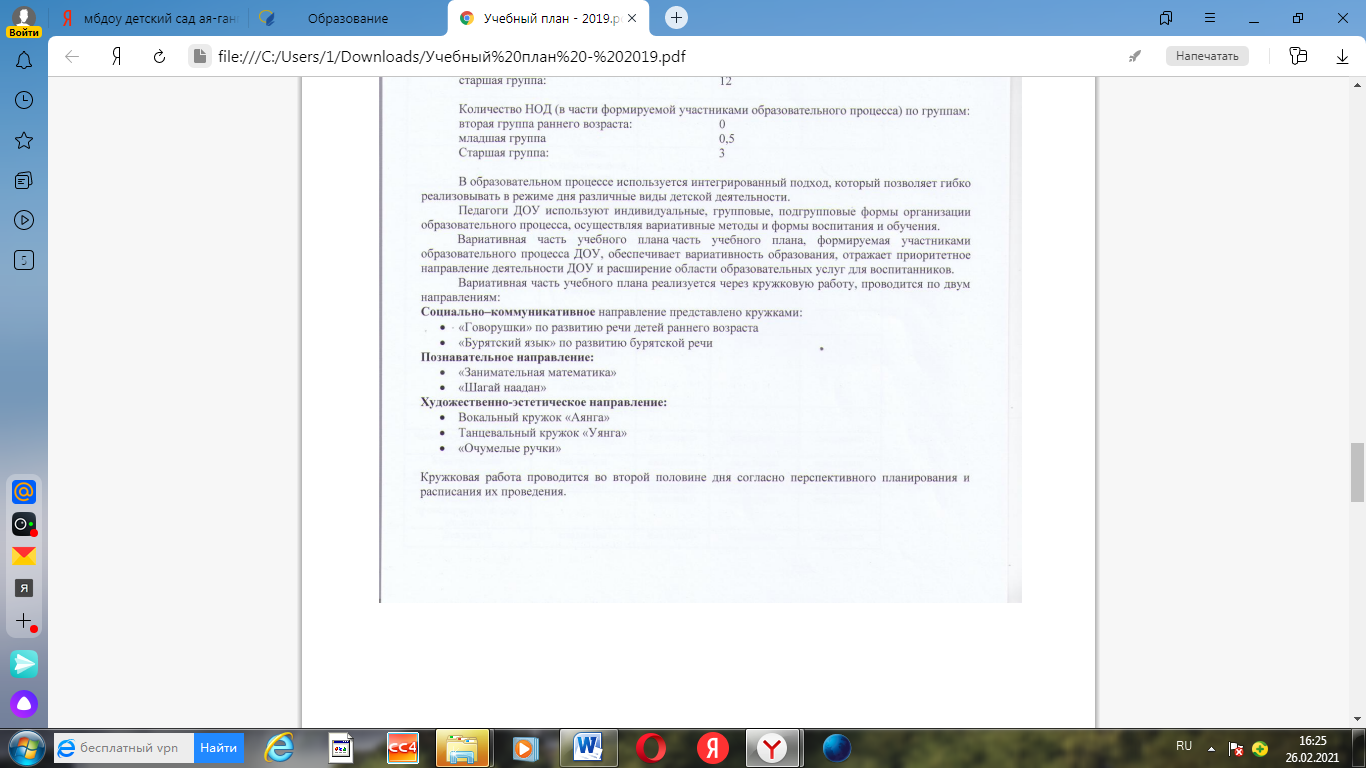 Войти
мбдоу детский сад ая-ган
Образование
Учебный план - 2019.p
file:///C:/Users/1/Downloads/Учебный%20план%20-%202019.pdf
Напечатать
старшая группа: 12
Количество НОД (в части формируемой участниками образовательного процесса) по группам:
вторая группа раннего возраста: 0
младшая группа 0,5
Старшая группа: 3
В образовательном процессе используется интегрированный подход, который позволяет гибко
реализовывать в режиме дня различные виды детской деятельности.
Педагоги ДОУ используют индивидуальные, групповые, подгрупповые формы организации
образовательного процесса, осуществляя вариативные методы и формы воспитания и обучения.
Вариативная часть учебного плана часть учебного плана, формируемая участниками
образовательного процесса ДОУ, обеспечивает вариативность образования, отражает приоритетное
направление деятельности ДОУ и расширение области образовательных услуг для воспитанников.
Вариативная часть учебного плана реализуется через кружковую работу, проводится по двум
направлениям:
Социально–коммуникативное направление представлено кружками:
• «Говорушки» по развитию речи детей раннего возраста
• «Бурятский язык» по развитию бурятской речи
Познавательное направление:
• «Занимательная математика»
• «Шагай наадан»
Художественно-эстетическое направление:
• Вокальный кружок «Аянга»
• Танцевальный кружок «Уянга»
• «Очумелые ручки»
Кружковая работа проводится во второй половине дня согласно перспективного планирования и
расписания их проведения.
5
Я
бесплатный vpn
Найти
CC4
RU
16:25
26.02.2021